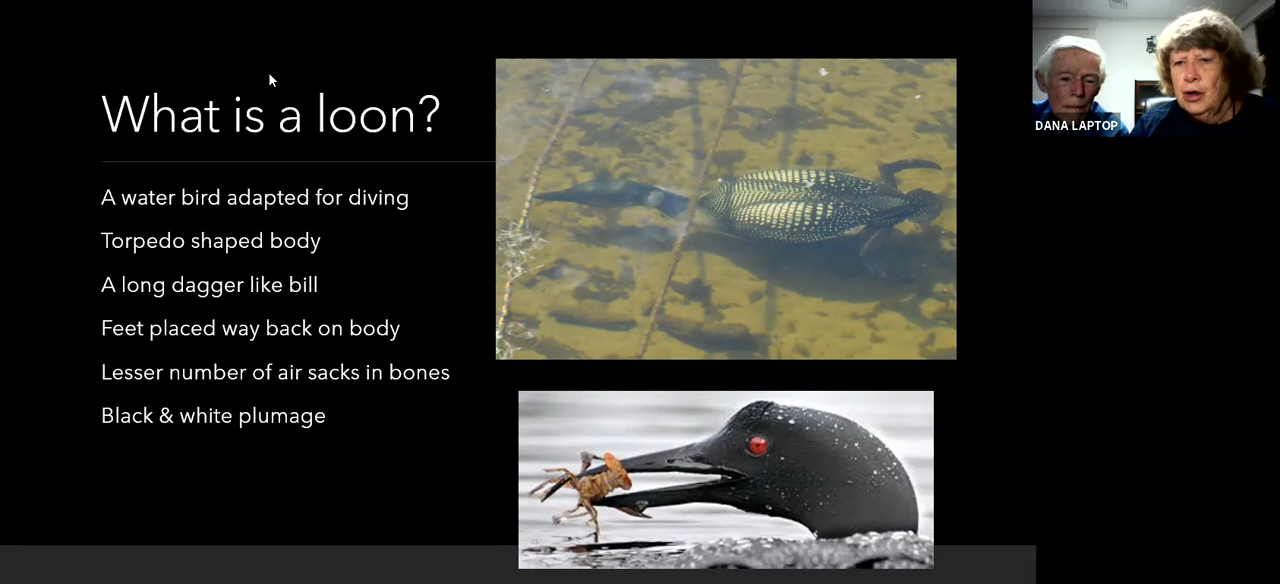 What is a loon?
A water bird adapted for diving
Torpedo shaped body
A long dagger like bill
Feet placed way back on body
Lesser number of air sacks in bones
Black & white plumage
DANA LAPTOP